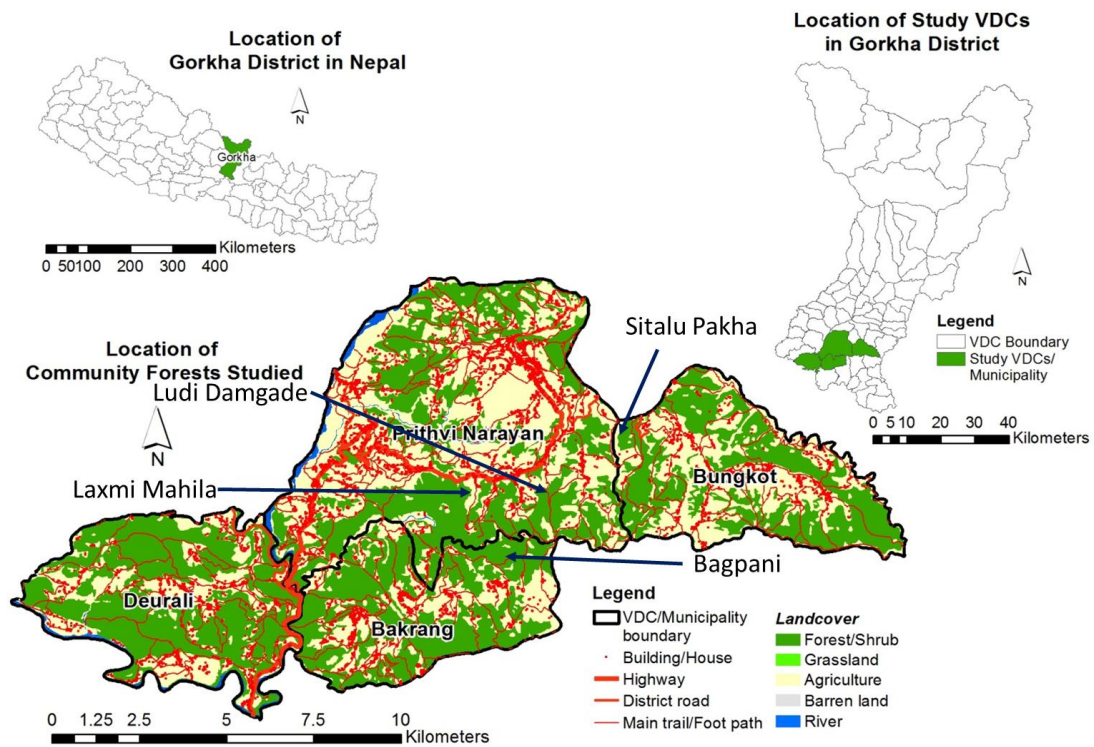 Location of
Gorkha District in Nepal
N
Gorkha
Kilometers
0 50100 200 300 400
Location of Study VDCs
in Gorkha District
N
Legend
VDC Boundary
Study VDCs/
Municipality
Kilometers
0 5 10 20 30 40
Location of
Community Forests Studied
N
Sitalu Pakha
Ludi Damgade
Prithvi Narayan
Laxmi Mahila
Bungkot
Bagpani
Deurali
Bakrang
Legend
VDC/Municipality
boundary
Building/House
Highway
District road
Main trail/Foot path
Landcover
Forest/Shrub
Grassland
Agriculture
Barren land
River
0 1.25 2.5 5 7.5 10
Kilometers